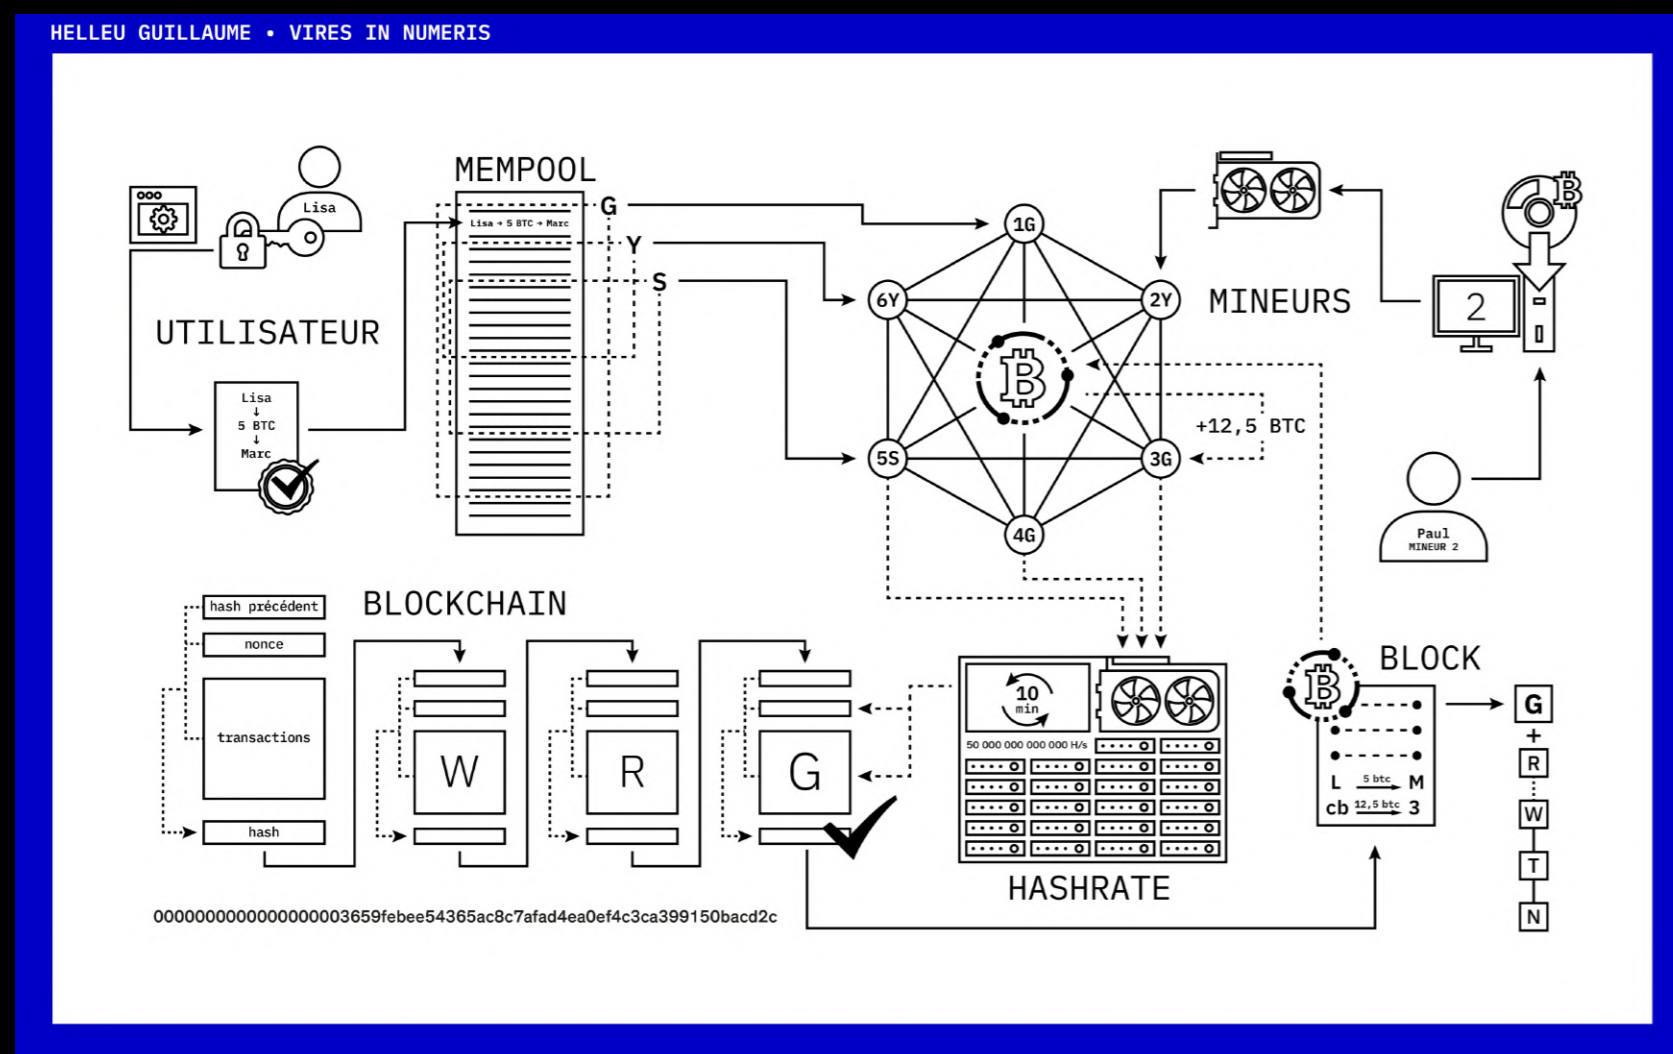 HELLEU GUILLAUME • VIRES IN NUMERIS
Lisa
UTILISATEUR
Lisa
↓
5 BTC
↓
Marc
MEMPOOL
Lisa → 5 BTC → Marc
G
Y
S
1G
6Y
2Y
5S
3G
4G
+12,5 BTC
MINEURS
2
Paul
MINEUR 2
BLOCKCHAIN
hash précédent
nonce
transactions
hash
W
R
G
0000000000000000003659febee54365ac8c7afad4ea0ef4c3ca399150bacd2c
10
min
50 000 000 000 000 H/s
HASHRATE
BLOCK
L 5 btc M
cb 12,5 btc 3
G
+
R
W
T
N